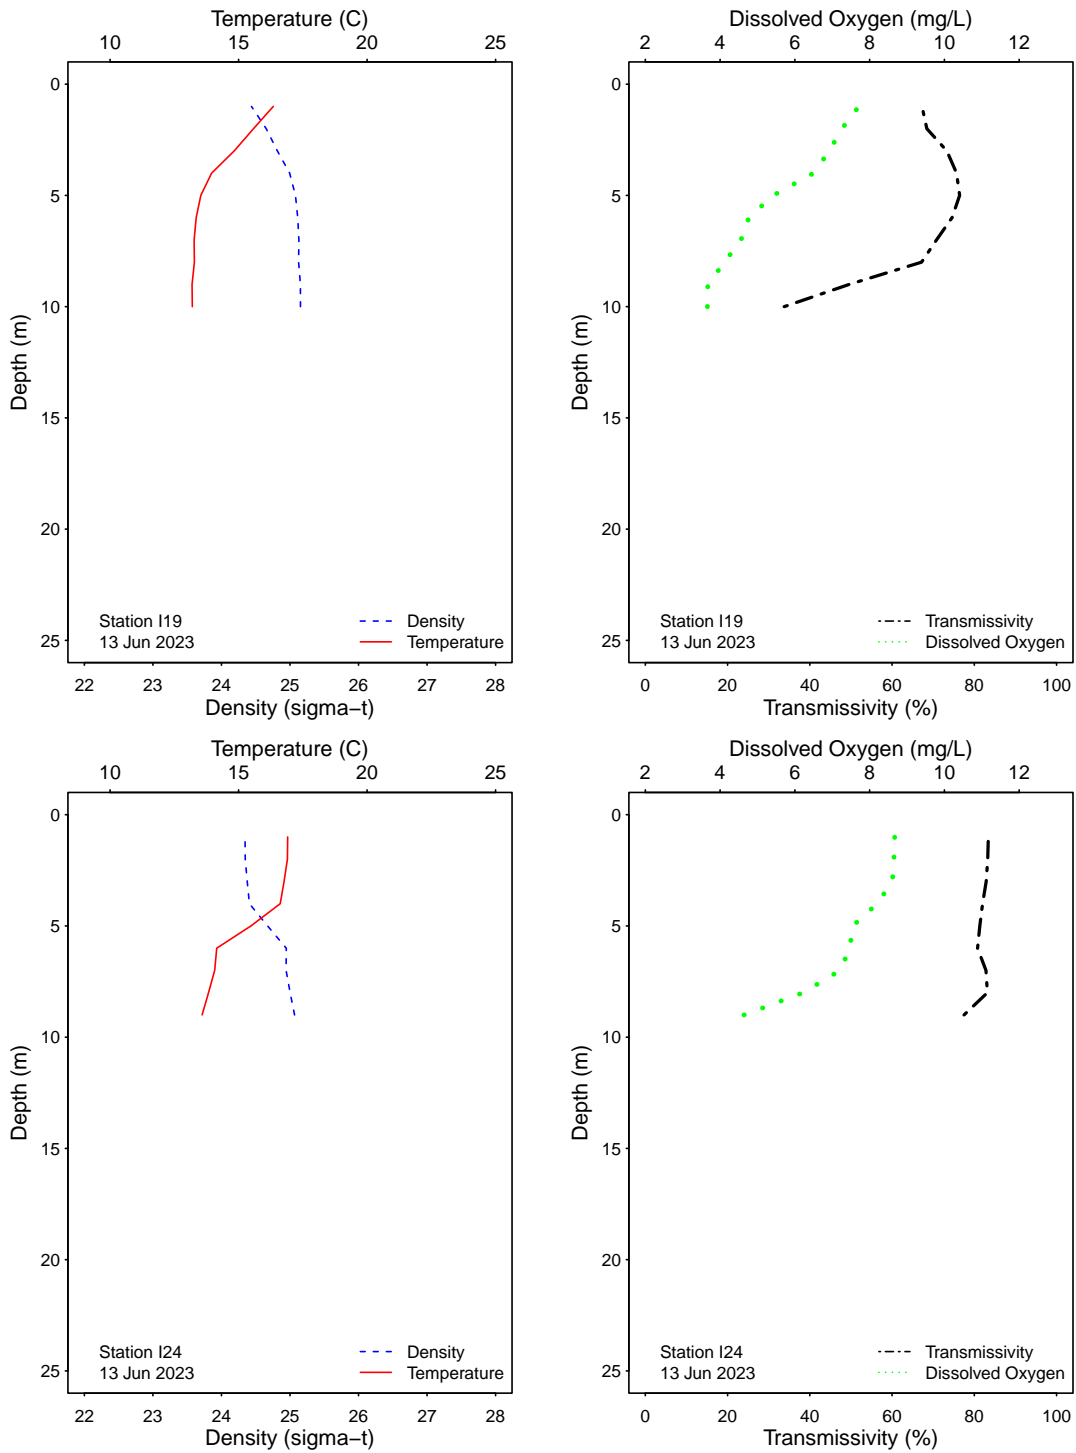 Temperature (C)
10 15 20 25
0
5
10
15
20
25
Depth (m)
Station I19
13 Jun 2023
Density
Temperature
22 23 24 25 26 27 28
Density (sigma−t)
Dissolved Oxygen (mg/L)
2 4 6 8 10 12
0
5
10
15
20
25
Depth (m)
Station I19
13 Jun 2023
Transmissivity
Dissolved Oxygen
0 20 40 60 80 100
Transmissivity (%)
Temperature (C)
10 15 20 25
0
5
10
15
20
25
Depth (m)
Station I24
13 Jun 2023
Density
Temperature
22 23 24 25 26 27 28
Density (sigma−t)
Dissolved Oxygen (mg/L)
2 4 6 8 10 12
0
5
10
15
20
25
Depth (m)
Station I24
13 Jun 2023
Transmissivity
Dissolved Oxygen
0 20 40 60 80 100
Transmissivity (%)